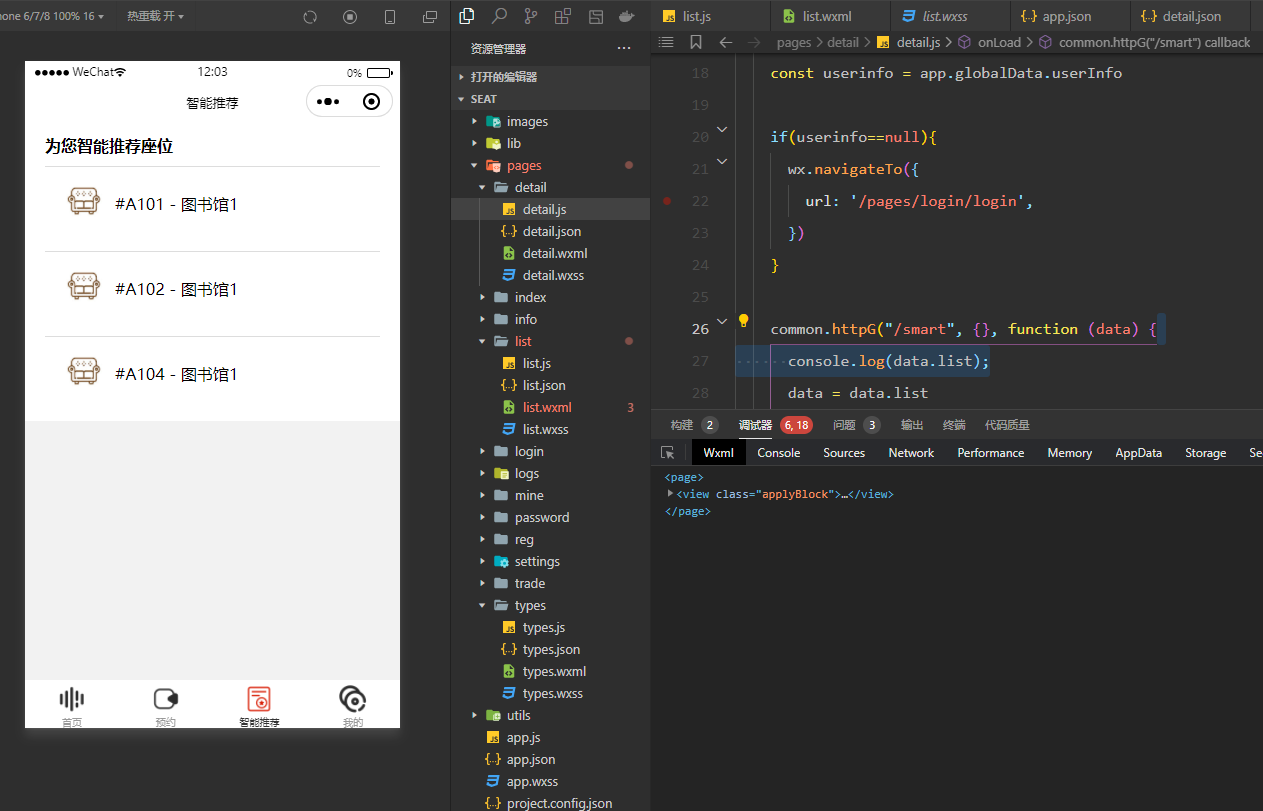 one 6/7/8 100% 16
热重载 开
WeChat
12:03
0%
智能推荐
为您智能推荐座位
#A101 - 图书馆1
#A102 - 图书馆1
#A104 - 图书馆1
首页
预约
智能推荐
我的
资源管理器
打开的编辑器
SEAT
images
lib
pages
detail
detail.js
detail.json
detail.wxml
detail.wxss
index
info
list
list.js
list.json
list.wxml 3
list.wxss
login
logs
mine
password
reg
settings
trade
types
types.js
types.json
types.wxml
types.wxss
utils
app.js
app.json
app.wxss
project.config.json
list.js
list.wxml
list.wxss
app.json
detail.json
pages > detail > detail.js > onLoad > common.httpG("/smart") callback
18 const userinfo = app.globalData.userInfo
19
20 if(userinfo==null){
21 wx.navigateTo({
22 url: '/pages/login/login',
23 })
24 }
25
26 common.httpG("/smart", {}, function (data) {
27 console.log(data.list);
28 data = data.list
构建 2
调试器 6, 18
问题 3
输出
终端
代码质量
Wxml
Console
Sources
Network
Performance
Memory
AppData
Storage
Se
<page>
<view class="applyBlock">…</view>
</page>